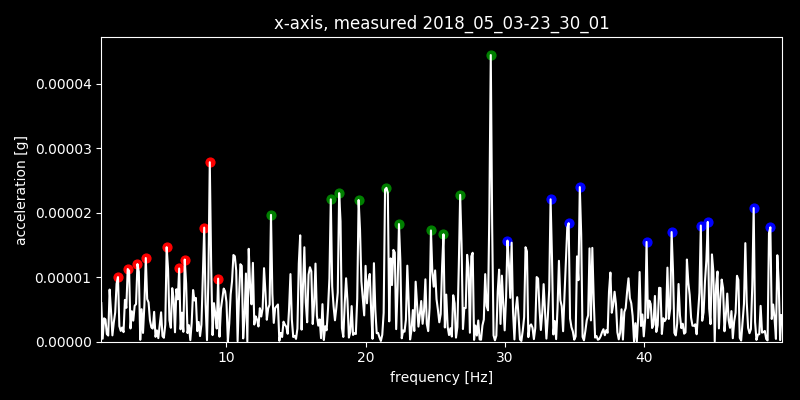 x-axis, measured 2018_05_03-23_30_01
acceleration [g]
0.00004
0.00003
0.00002
0.00001
0.00000
10 20 30 40
frequency [Hz]